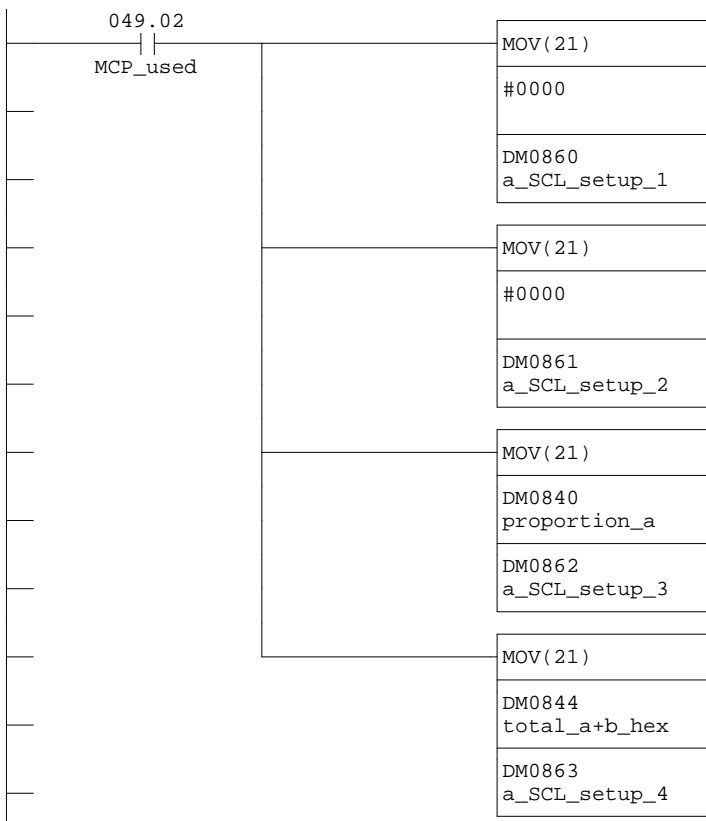 049.02
MCP_used
MOV(21)
#0000
DM0860
a_SCL_setup_1
MOV(21)
#0000
DM0861
a_SCL_setup_2
MOV(21)
DM0840
proportion_a
DM0862
a_SCL_setup_3
MOV(21)
DM0844
total_a+b_hex
DM0863
a_SCL_setup_4